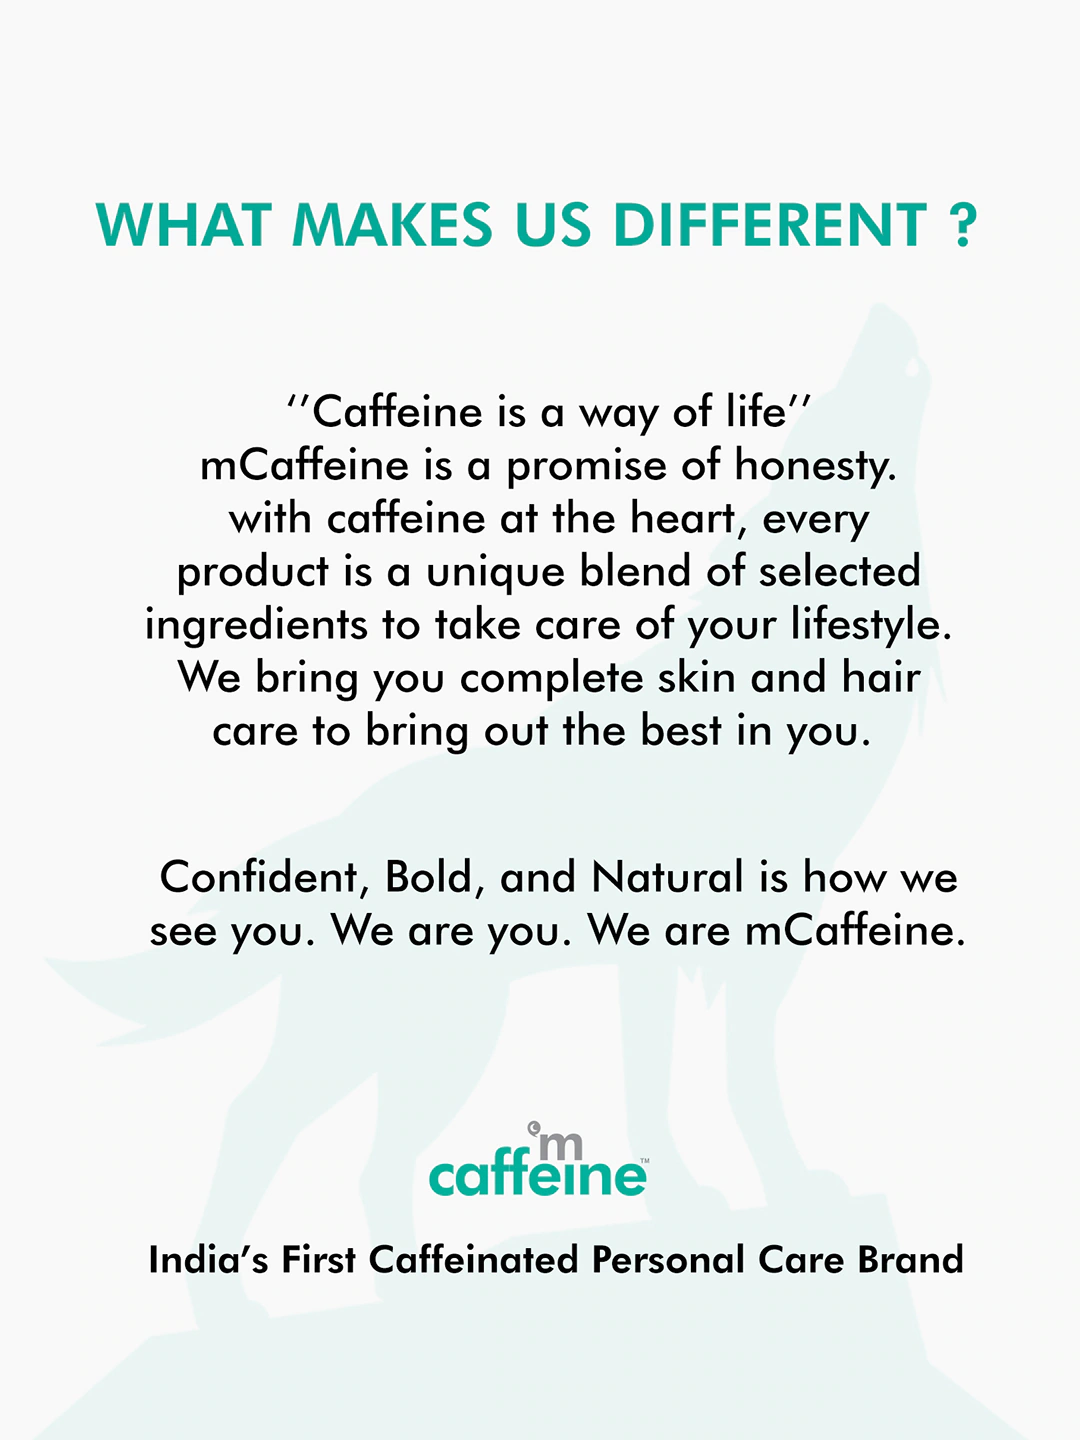 WHAT MAKES US DIFFERENT ?
‘‘Caffeine is a way of life’’
mCaffeine is a promise of honesty.
with caffeine at the heart, every
product is a unique blend of selected
ingredients to take care of your lifestyle.
We bring you complete skin and hair
care to bring out the best in you.
Confident, Bold, and Natural is how we
see you. We are you. We are mCaffeine.
'm
caffeine™
India’s First Caffeinated Personal Care Brand